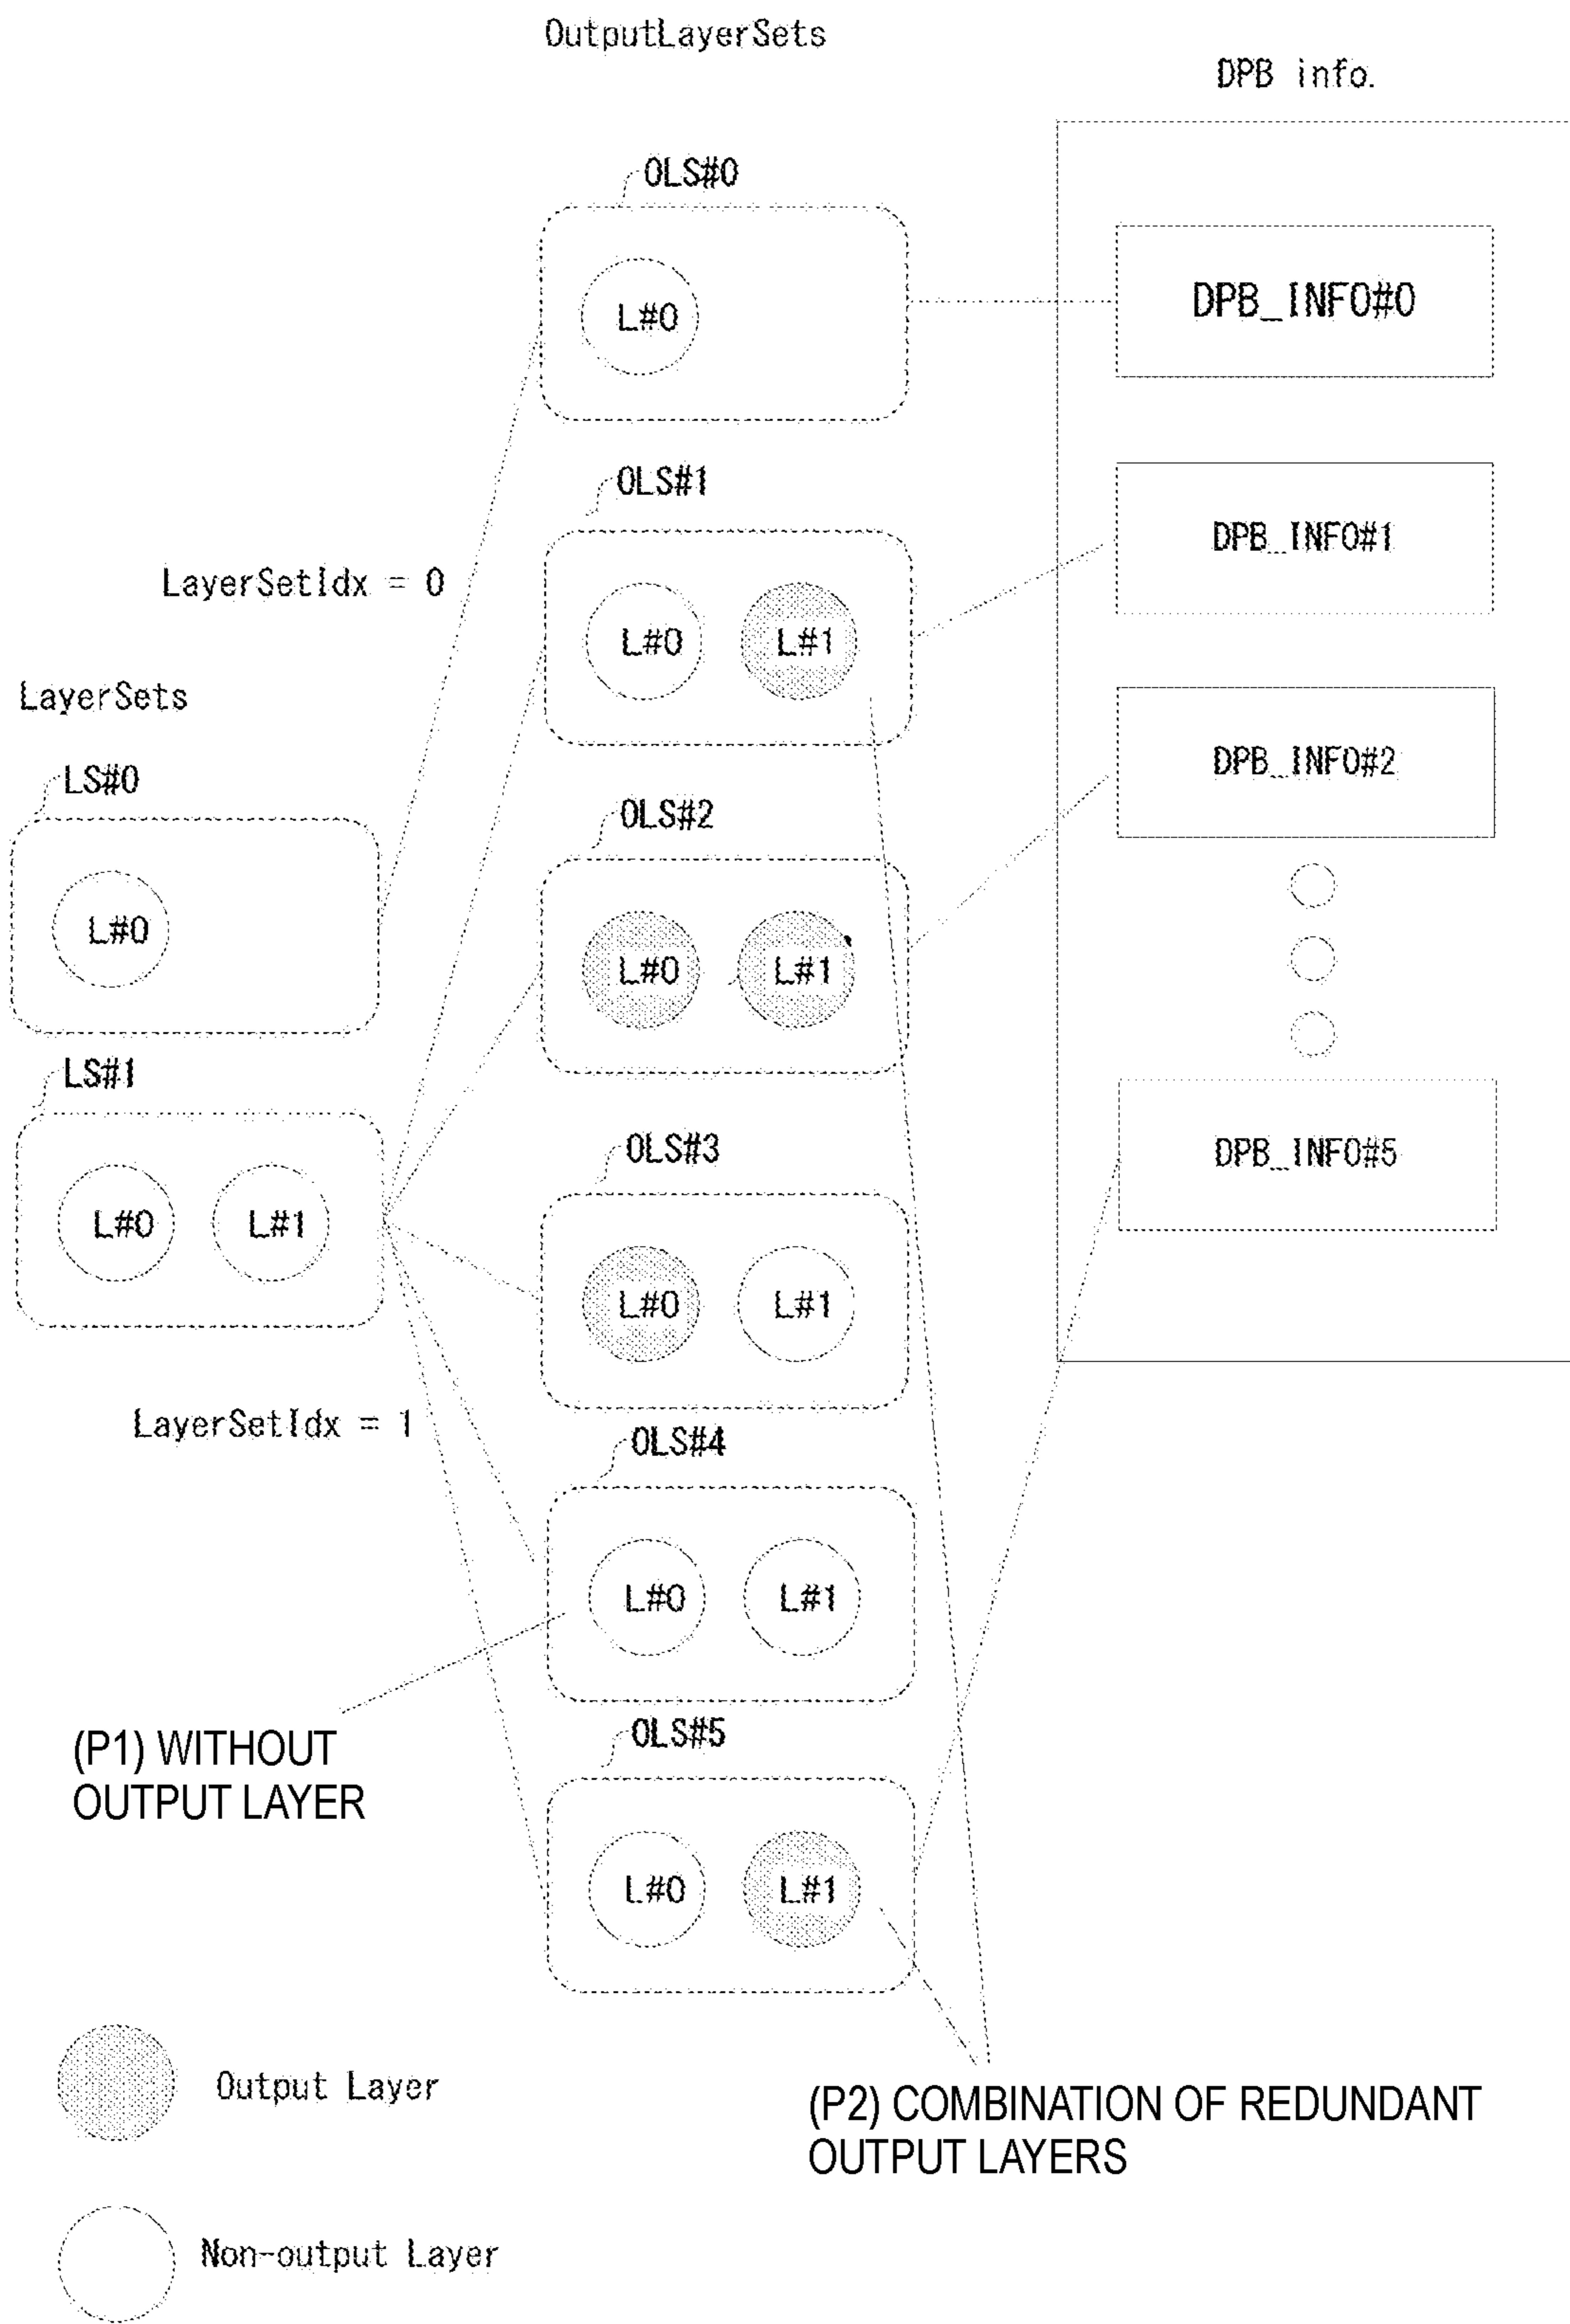 OutputLayerSets
DPB info.
OLS#0
L#0
DPB_INFO#0
OLS#1
L#0 L#1
DPB_INFO#1
LayerSetIdx = 0
LayerSets
LS#0
L#0
OLS#2
L#0 L#1
DPB_INFO#2
LS#1
L#0 L#1
OLS#3
L#0 L#1
DPB_INFO#5
LayerSetIdx = 1
OLS#4
L#0 L#1
(P1) WITHOUT
OUTPUT LAYER
OLS#5
L#0 L#1
Output Layer
(P2) COMBINATION OF REDUNDANT
OUTPUT LAYERS
Non-output Layer